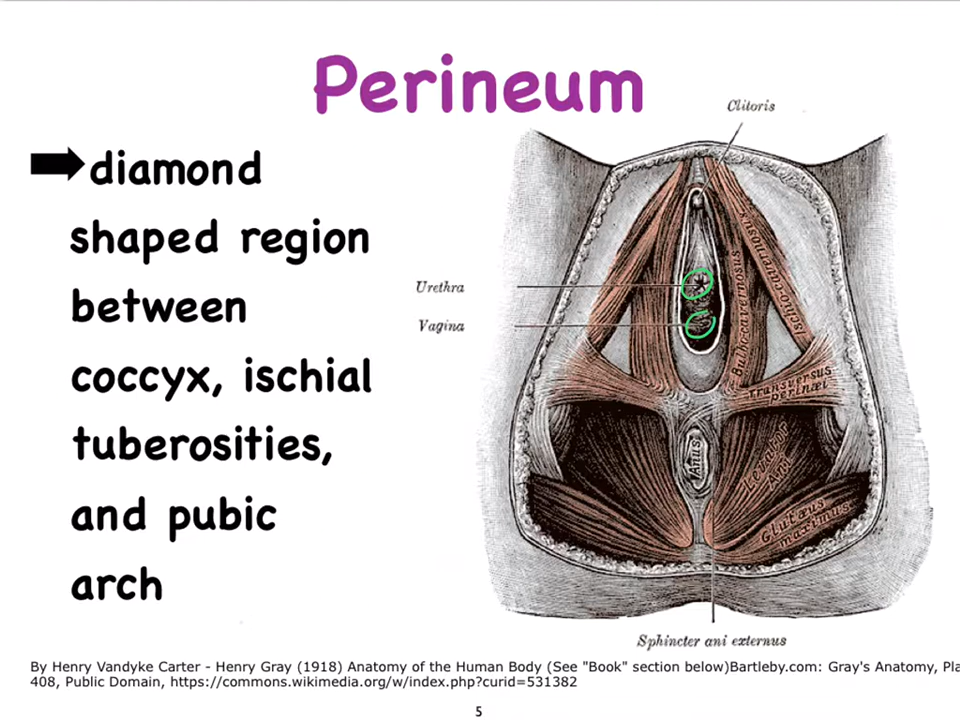 Perineum
diamond
shaped region
between
coccyx, ischial
tuberosities,
and pubic
arch
Clitoris
Urethra
Vagina
Bulbo-cavernosus
Ischio-cavernosus
Transversus
perinæi
Anus
Levator
Ani
Glutæus
maximus
Sphincter ani externus
By Henry Vandyke Carter - Henry Gray (1918) Anatomy of the Human Body (See "Book" section below)Bartleby.com: Gray's Anatomy, Pla
408, Public Domain, https://commons.wikimedia.org/w/index.php?curid=531382
5